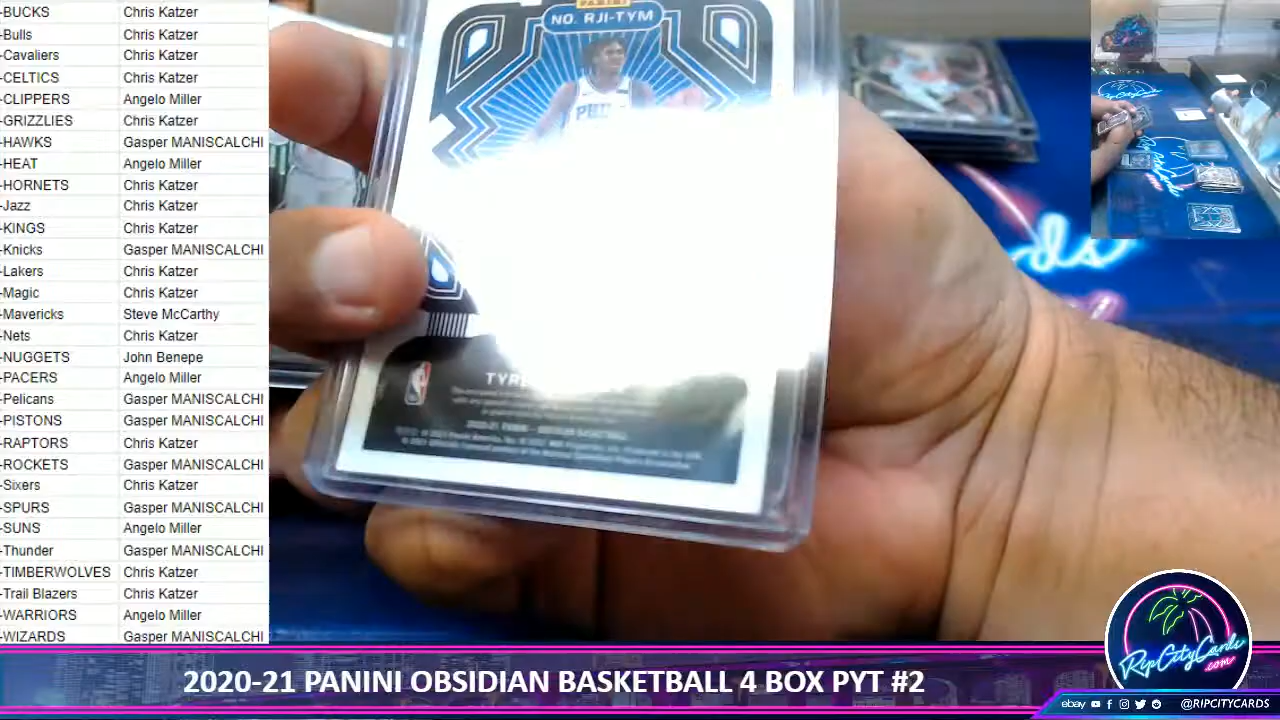 -BUCKS Chris Katzer
-Bulls Chris Katzer
-Cavaliers Chris Katzer
-CELTICS Chris Katzer
-CLIPPERS Angelo Miller
-GRIZZLIES Chris Katzer
-HAWKS Gasper MANISCALCHI
-HEAT Angelo Miller
-HORNETS Chris Katzer
-Jazz Chris Katzer
-KINGS Chris Katzer
-Knicks Gasper MANISCALCHI
-Lakers Chris Katzer
-Magic Chris Katzer
-Mavericks Steve McCarthy
-Nets Chris Katzer
-NUGGETS John Benepe
-PACERS Angelo Miller
-Pelicans Gasper MANISCALCHI
-PISTONS Gasper MANISCALCHI
-RAPTORS Chris Katzer
-ROCKETS Gasper MANISCALCHI
-Sixers Chris Katzer
-SPURS Gasper MANISCALCHI
-SUNS Angelo Miller
-Thunder Gasper MANISCALCHI
-TIMBERWOLVES Chris Katzer
-Trail Blazers Chris Katzer
-WARRIORS Angelo Miller
-WIZARDS Gasper MANISCALCHI
PANINI
NO. RJI-TYM
PHI
TYRE
ds
2020-21 PANINI OBSIDIAN BASKETBALL 4 BOX PYT #2
RipCityCards
.com
ebay @RIPCITYCARDS